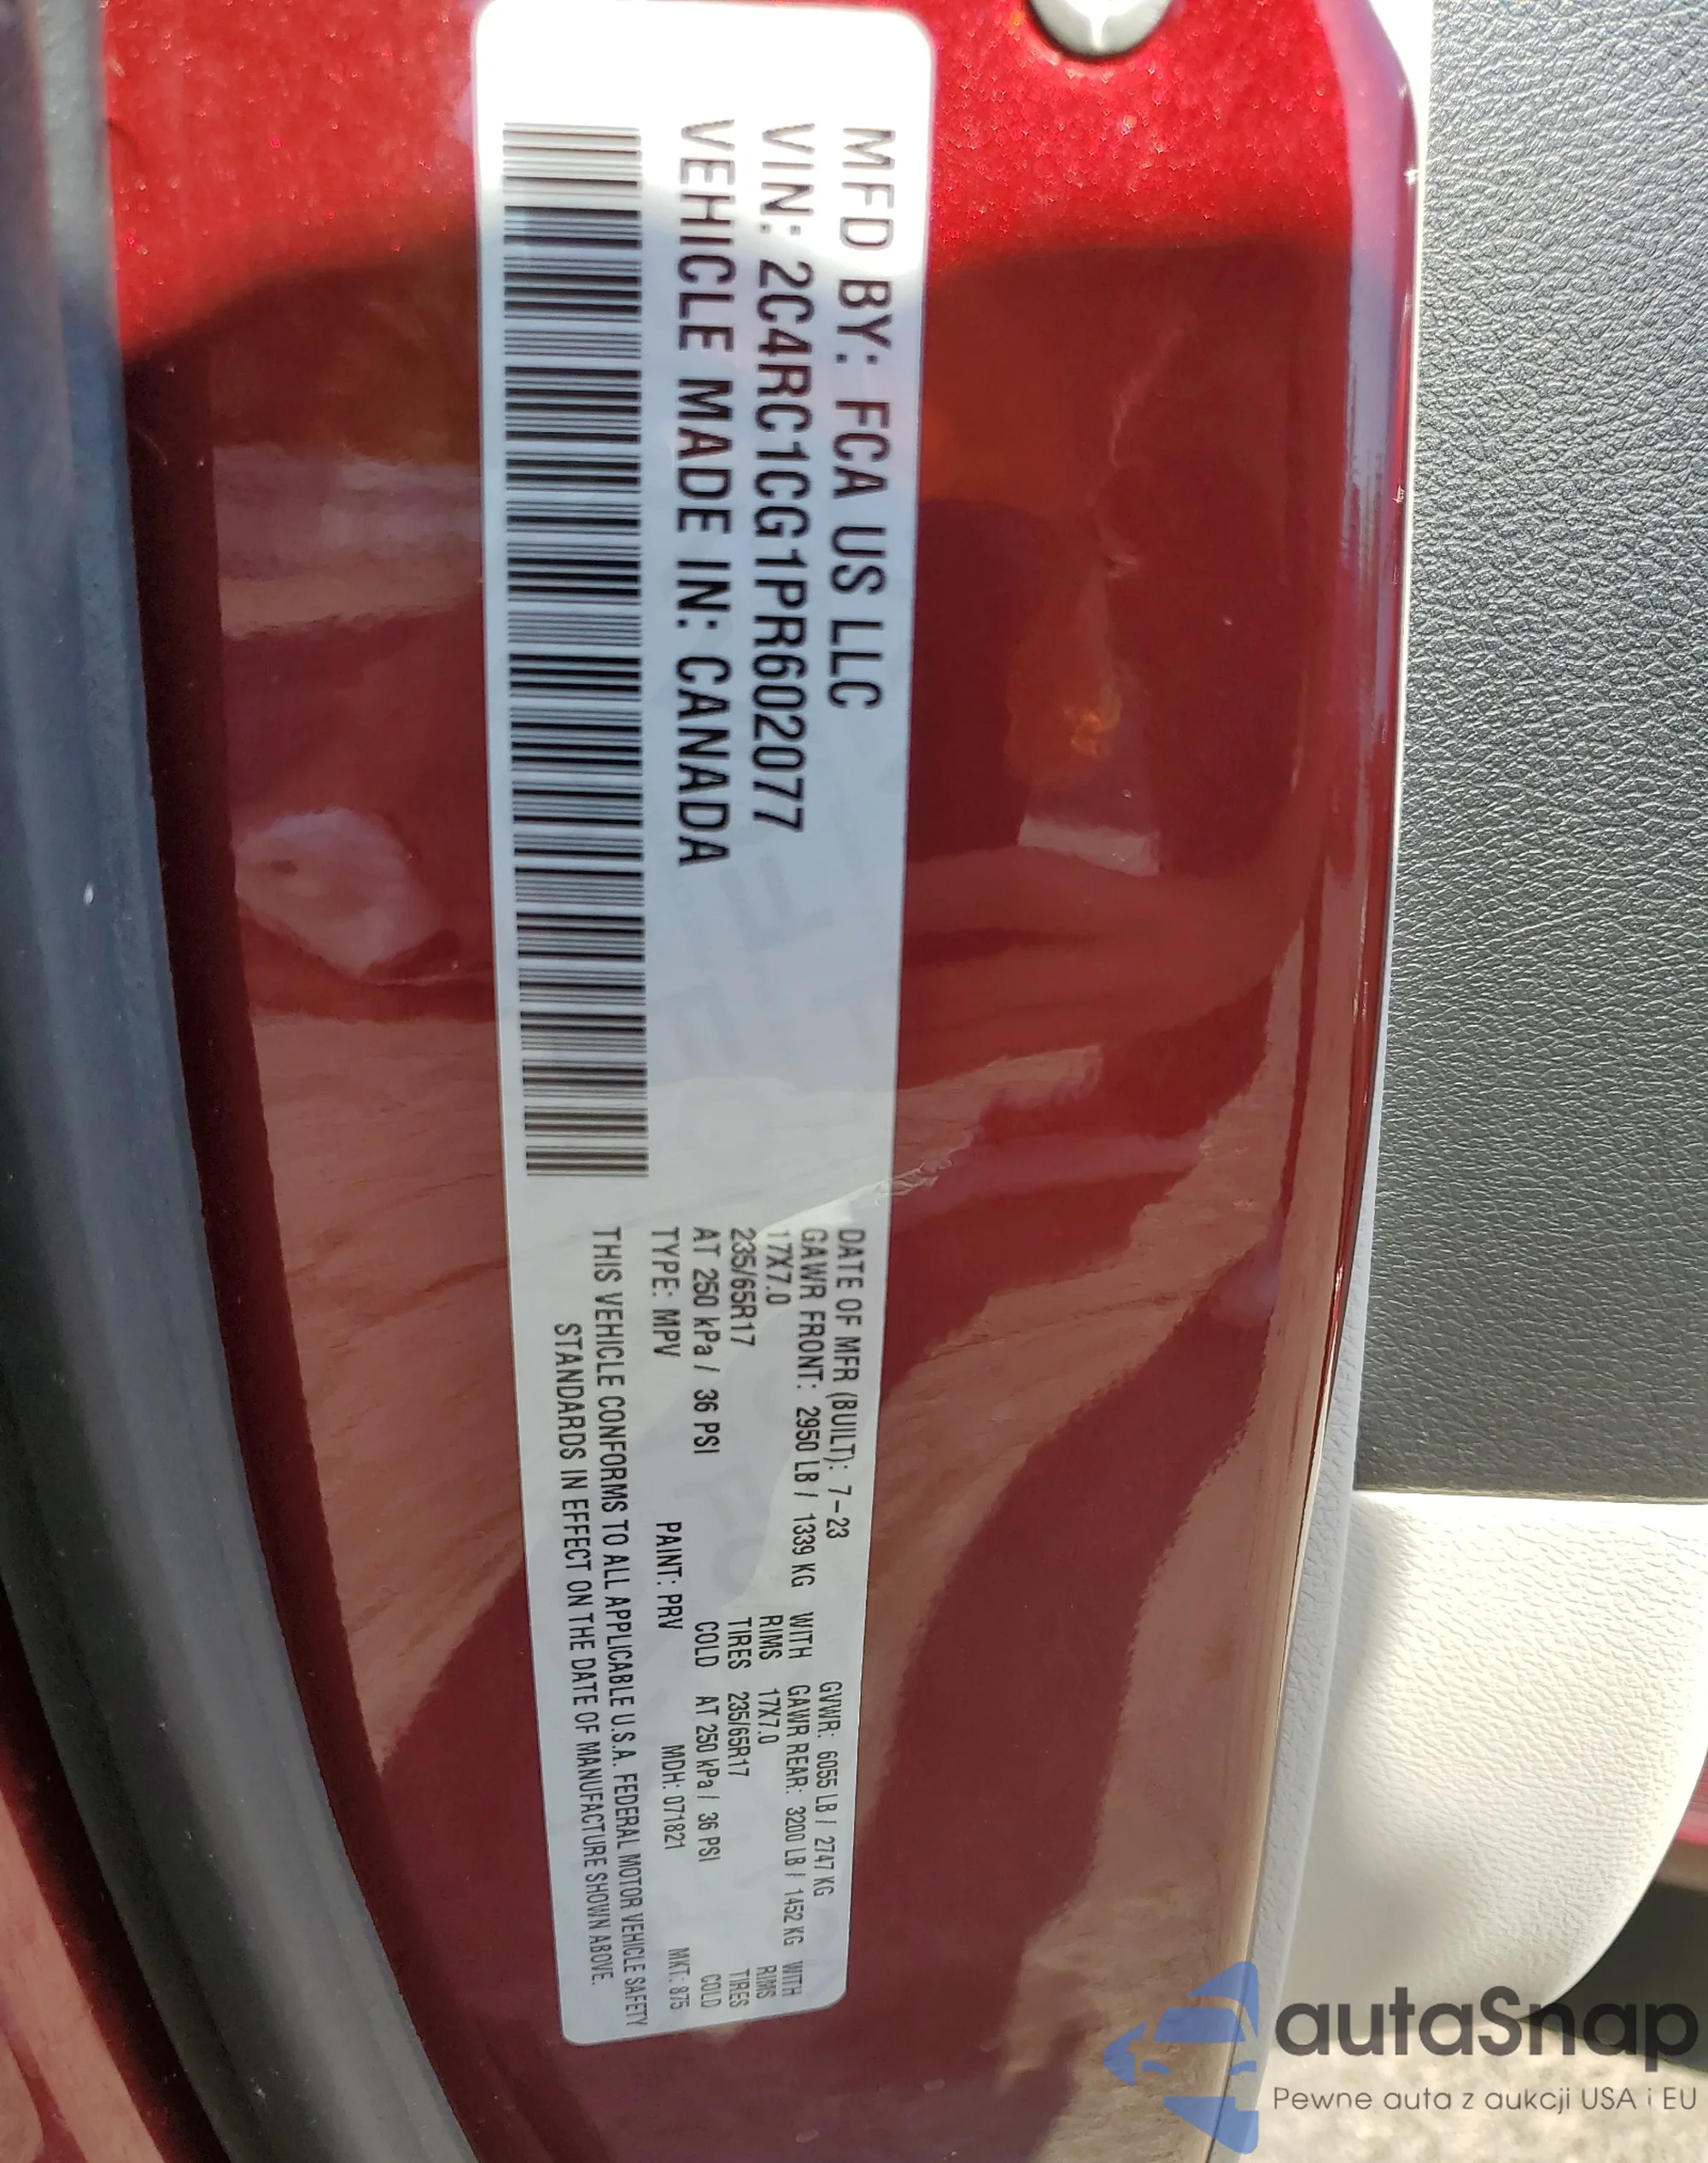 MFD BY: FCA US LLC
VIN: 2C4RC1CG1PR602077
VEHICLE MADE IN: CANADA
DATE OF MFR (BUILT): 7-23 GVWR: 6055 LB / 2747 KG
GAWR FRONT: 2950 LB / 1339 KG WITH GAWR REAR: 3200 LB / 1452 KG WITH
17X7.0 RIMS 17X7.0 RIMS
235/65R17 TIRES 235/65R17 TIRES
AT 250 kPa / 36 PSI COLD AT 250 kPa / 36 PSI COLD
TYPE: MPV PAINT: PRV MDH: 071821 MKT: 875
THIS VEHICLE CONFORMS TO ALL APPLICABLE U.S.A. FEDERAL MOTOR VEHICLE SAFETY
STANDARDS IN EFFECT ON THE DATE OF MANUFACTURE SHOWN ABOVE.
autaSnap
Pewne auta z aukcji USA i EU